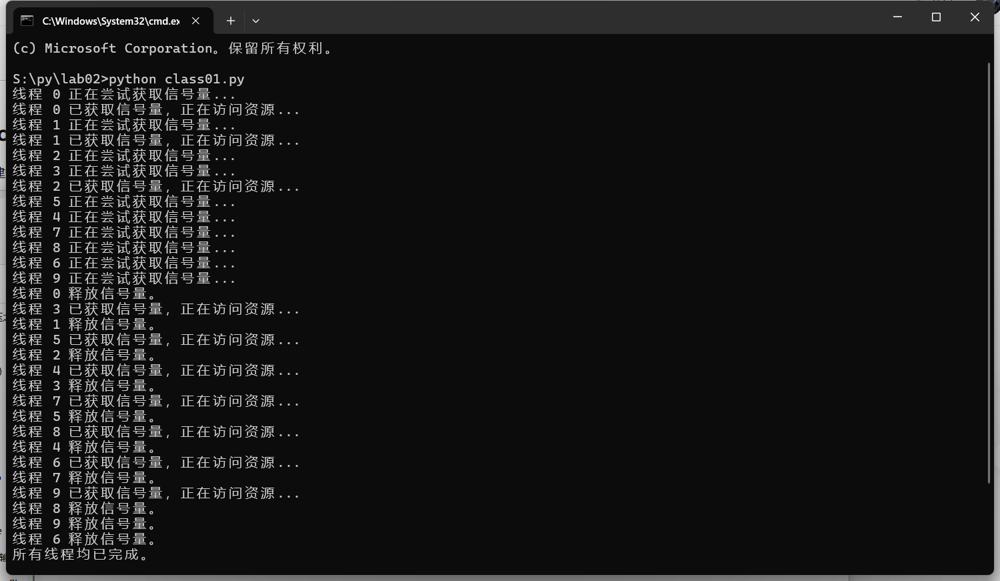 C:\Windows\System32\cmd.ex
(c) Microsoft Corporation。保留所有权利。
S:\py\lab02>python class01.py
线程 0 正在尝试获取信号量...
线程 0 已获取信号量，正在访问资源...
线程 1 正在尝试获取信号量...
线程 1 已获取信号量，正在访问资源...
线程 2 正在尝试获取信号量...
线程 3 正在尝试获取信号量...
线程 2 已获取信号量，正在访问资源...
线程 5 正在尝试获取信号量...
线程 4 正在尝试获取信号量...
线程 7 正在尝试获取信号量...
线程 8 正在尝试获取信号量...
线程 6 正在尝试获取信号量...
线程 9 正在尝试获取信号量...
线程 0 释放信号量。
线程 3 已获取信号量，正在访问资源...
线程 1 释放信号量。
线程 5 已获取信号量，正在访问资源...
线程 2 释放信号量。
线程 4 已获取信号量，正在访问资源...
线程 3 释放信号量。
线程 7 已获取信号量，正在访问资源...
线程 5 释放信号量。
线程 8 已获取信号量，正在访问资源...
线程 4 释放信号量。
线程 6 已获取信号量，正在访问资源...
线程 7 释放信号量。
线程 9 已获取信号量，正在访问资源...
线程 8 释放信号量。
线程 9 释放信号量。
线程 6 释放信号量。
所有线程均已完成。